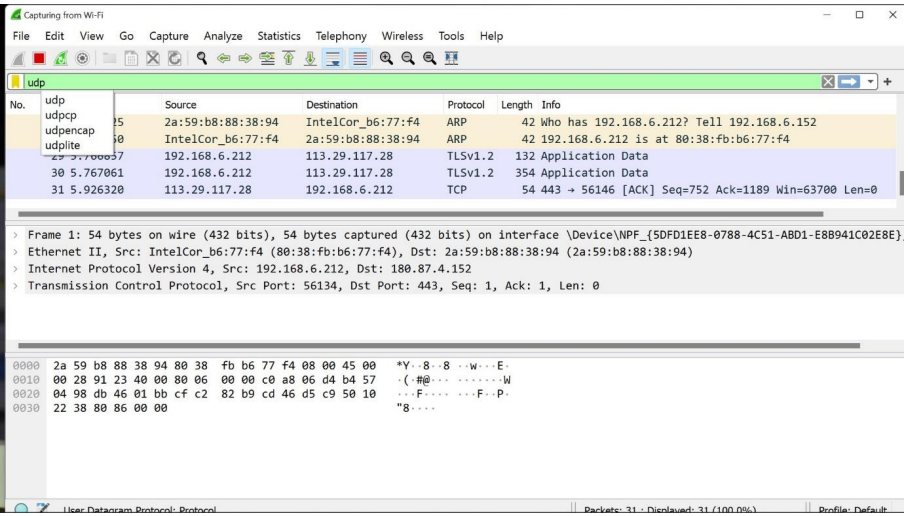 Capturing from Wi-Fi
File Edit View Go Capture Analyze Statistics Telephony Wireless Tools Help
udp
udp
udpcp
udpencap
udplite
No. Source Destination Protocol Length Info
25 2a:59:b8:88:38:94 IntelCor_b6:77:f4 ARP 42 Who has 192.168.6.212? Tell 192.168.6.152
50 IntelCor_b6:77:f4 2a:59:b8:88:38:94 ARP 42 192.168.6.212 is at 80:38:fb:b6:77:f4
29 5.766857 192.168.6.212 113.29.117.28 TLSv1.2 132 Application Data
30 5.767061 192.168.6.212 113.29.117.28 TLSv1.2 354 Application Data
31 5.926320 113.29.117.28 192.168.6.212 TCP 54 443 → 56146 [ACK] Seq=752 Ack=1189 Win=63700 Len=0
> Frame 1: 54 bytes on wire (432 bits), 54 bytes captured (432 bits) on interface \Device\NPF_{5DFD1EE8-0788-4C51-ABD1-E8B941C02E8E},
> Ethernet II, Src: IntelCor_b6:77:f4 (80:38:fb:b6:77:f4), Dst: 2a:59:b8:88:38:94 (2a:59:b8:88:38:94)
> Internet Protocol Version 4, Src: 192.168.6.212, Dst: 180.87.4.152
> Transmission Control Protocol, Src Port: 56134, Dst Port: 443, Seq: 1, Ack: 1, Len: 0
0000 2a 59 b8 88 38 94 80 38 fb b6 77 f4 08 00 45 00 *Y··8··8 ··w···E·
0010 00 28 91 23 40 00 80 06 00 00 c0 a8 06 d4 b4 57 ·(·#@··· ·······W
0020 04 98 db 46 01 bb cf c2 82 b9 cd 46 d5 c9 50 10 ···F···· ···F··P·
0030 22 38 80 86 00 00 "8····
User Datagram Protocol: Protocol Packets: 31 · Displayed: 31 (100.0%) Profile: Default